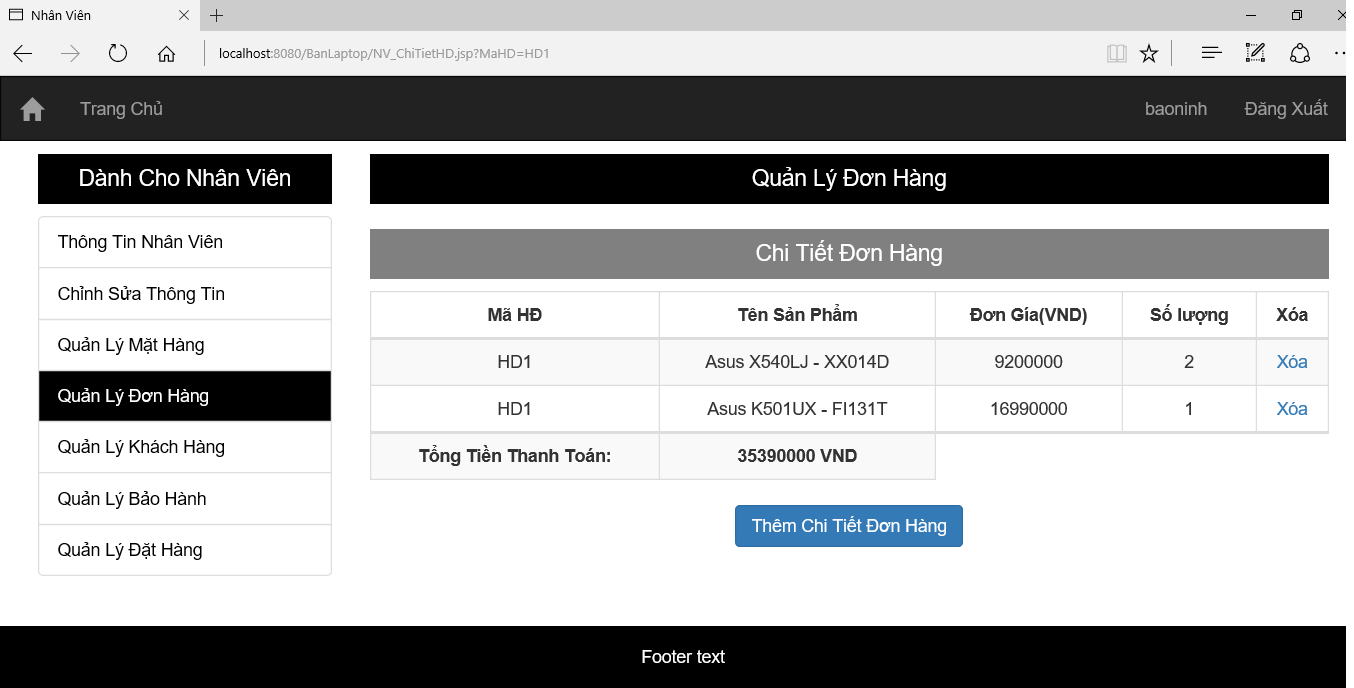 Nhân Viên
localhost:8080/BanLaptop/NV_ChiTietHD.jsp?MaHD=HD1
Trang Chủ baoninh Đăng Xuất
Dành Cho Nhân Viên
Thông Tin Nhân Viên
Chỉnh Sửa Thông Tin
Quản Lý Mặt Hàng
Quản Lý Đơn Hàng
Quản Lý Khách Hàng
Quản Lý Bảo Hành
Quản Lý Đặt Hàng
Quản Lý Đơn Hàng
Chi Tiết Đơn Hàng
Mã HĐ Tên Sản Phẩm Đơn Gía(VND) Số lượng Xóa
HD1 Asus X540LJ - XX014D 9200000 2 Xóa
HD1 Asus K501UX - FI131T 16990000 1 Xóa
Tổng Tiền Thanh Toán: 35390000 VND
Thêm Chi Tiết Đơn Hàng
Footer text